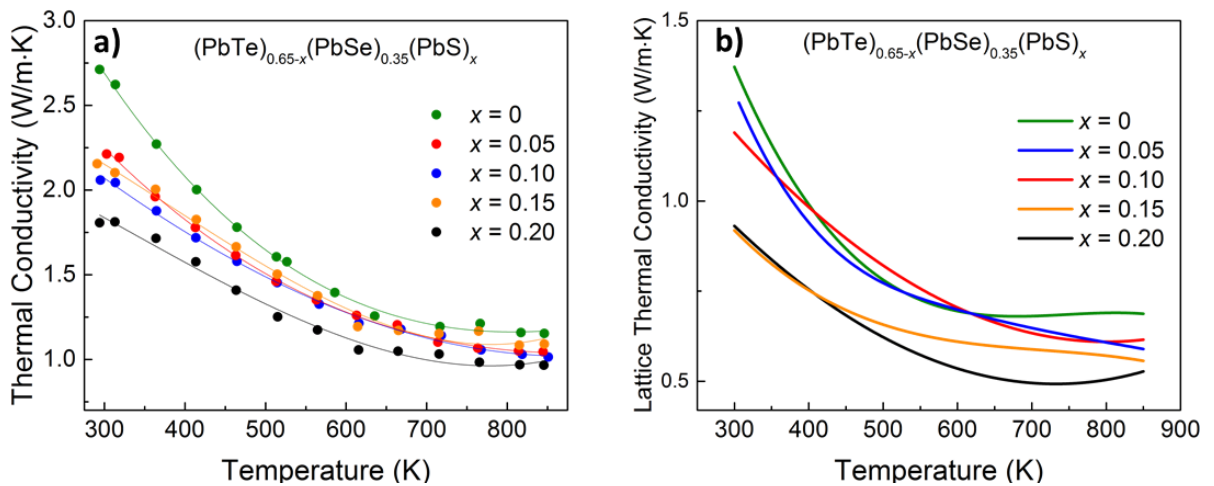 a)
(PbTe)0.65-x(PbSe)0.35(PbS)x
Thermal Conductivity (W/m·K)
3.0
2.5
2.0
1.5
1.0
x = 0
x = 0.05
x = 0.10
x = 0.15
x = 0.20
300 400 500 600 700 800
Temperature (K)
b)
(PbTe)0.65-x(PbSe)0.35(PbS)x
Lattice Thermal Conductivity (W/m·K)
1.5
1.0
0.5
x = 0
x = 0.05
x = 0.10
x = 0.15
x = 0.20
300 400 500 600 700 800 900
Temperature (K)